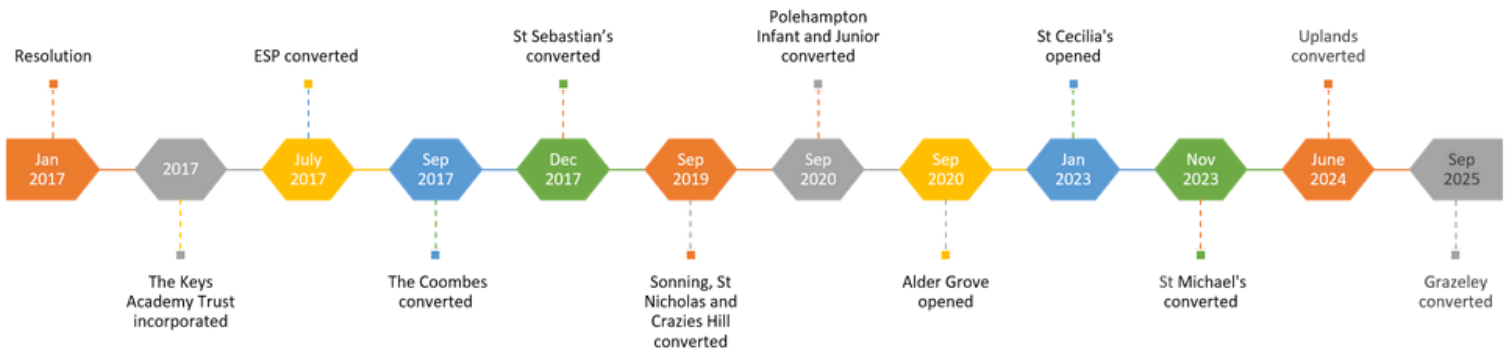 Resolution
Jan
2017
2017
The Keys
Academy Trust
incorporated
ESP converted
July
2017
Sep
2017
The Coombes
converted
St Sebastian’s
converted
Dec
2017
Sep
2019
Sonning, St
Nicholas and
Crazies Hill
converted
Polehampton
Infant and Junior
converted
Sep
2020
Sep
2020
Alder Grove
opened
St Cecilia's
opened
Jan
2023
Nov
2023
St Michael's
converted
Uplands
converted
June
2024
Sep
2025
Grazeley
converted